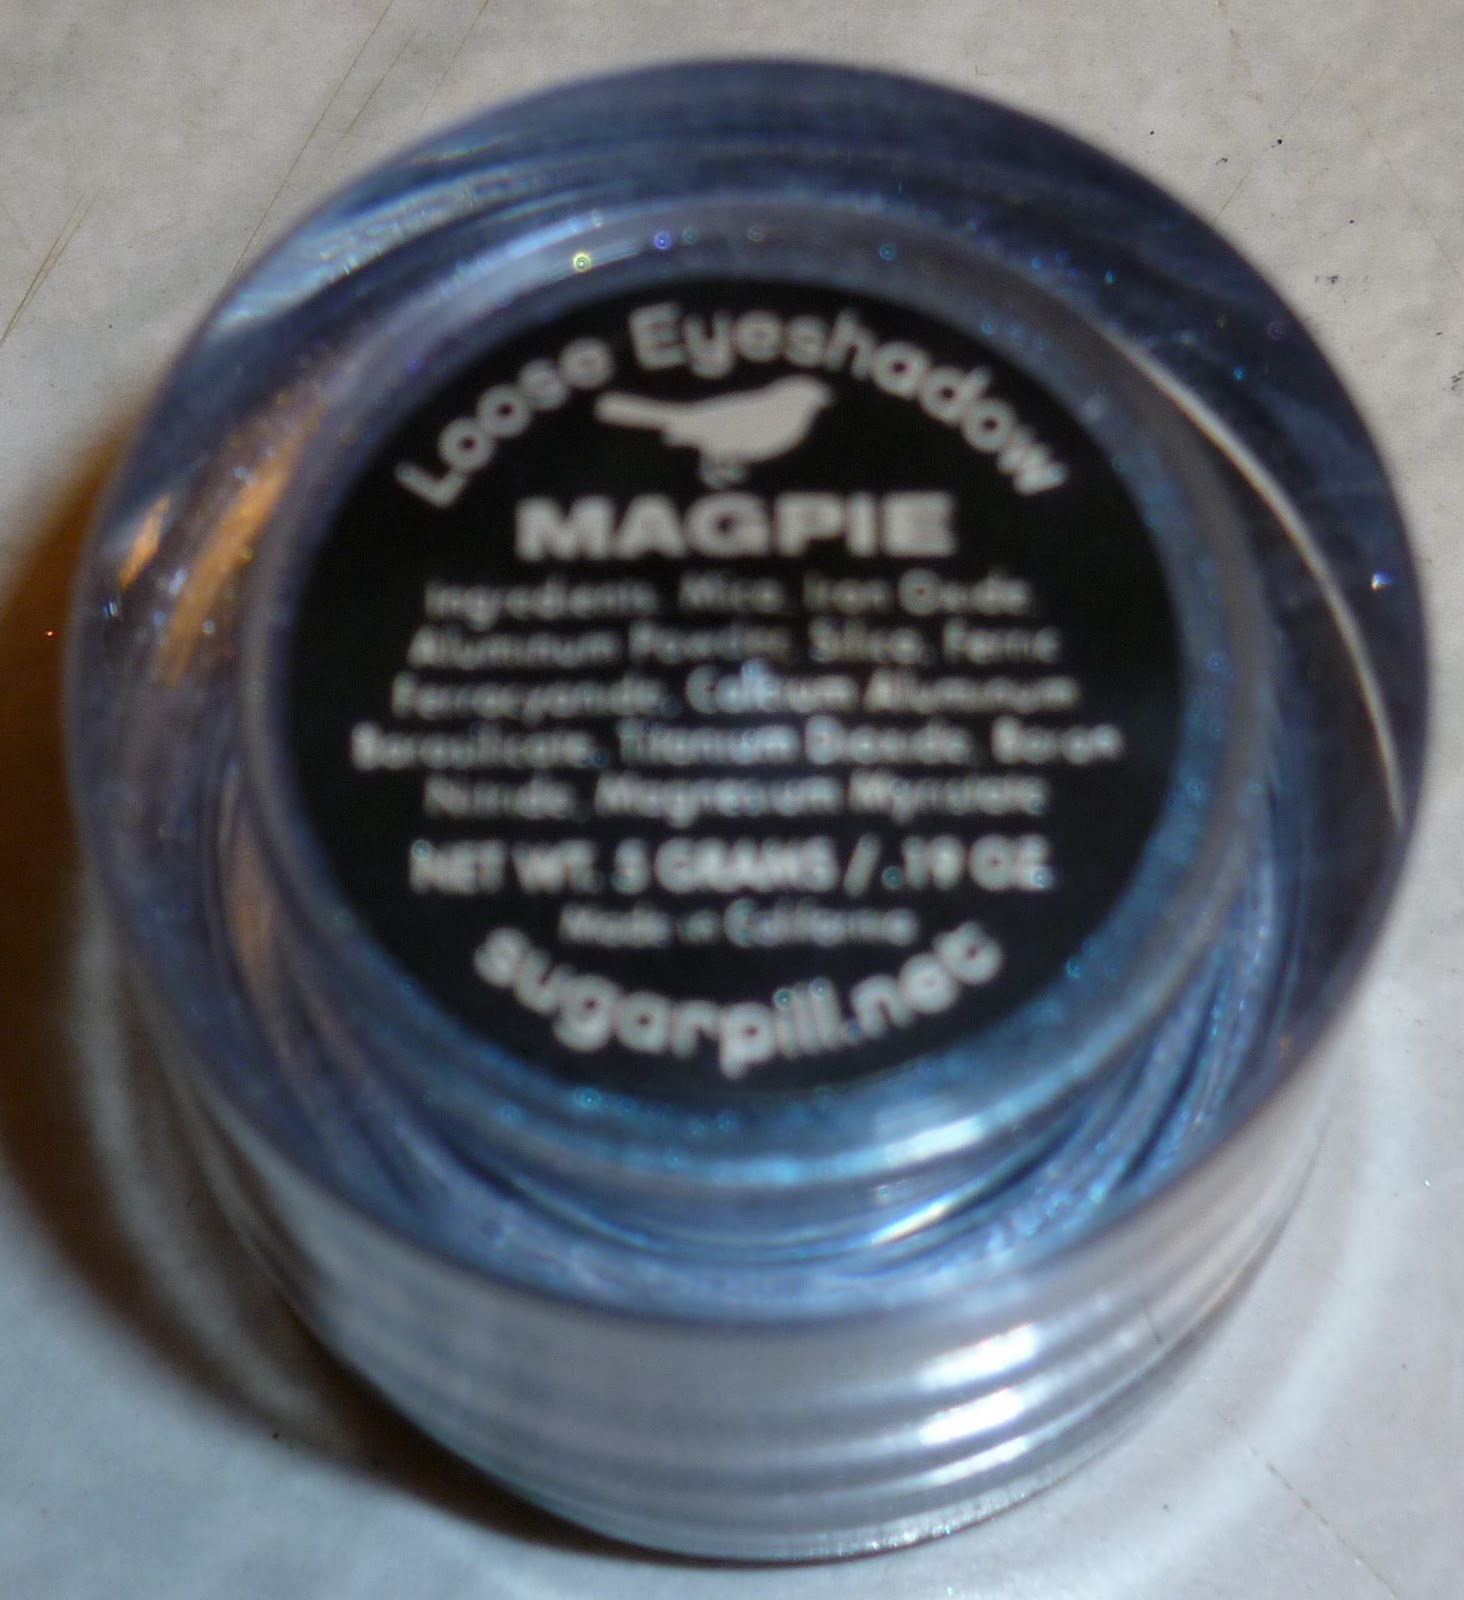 Loose Eyeshadow
MAGPIE
Ingredients: Mica, Iron Oxide,
Aluminum Powder, Silica, Ferric
Ferrocyanide, Calcium Aluminum
Borosilicate, Titanium Dioxide, Boron
Nitride, Magnesium Myristate
NET WT. 5 GRAMS / .19 OZ.
Made in California
sugarpill.net